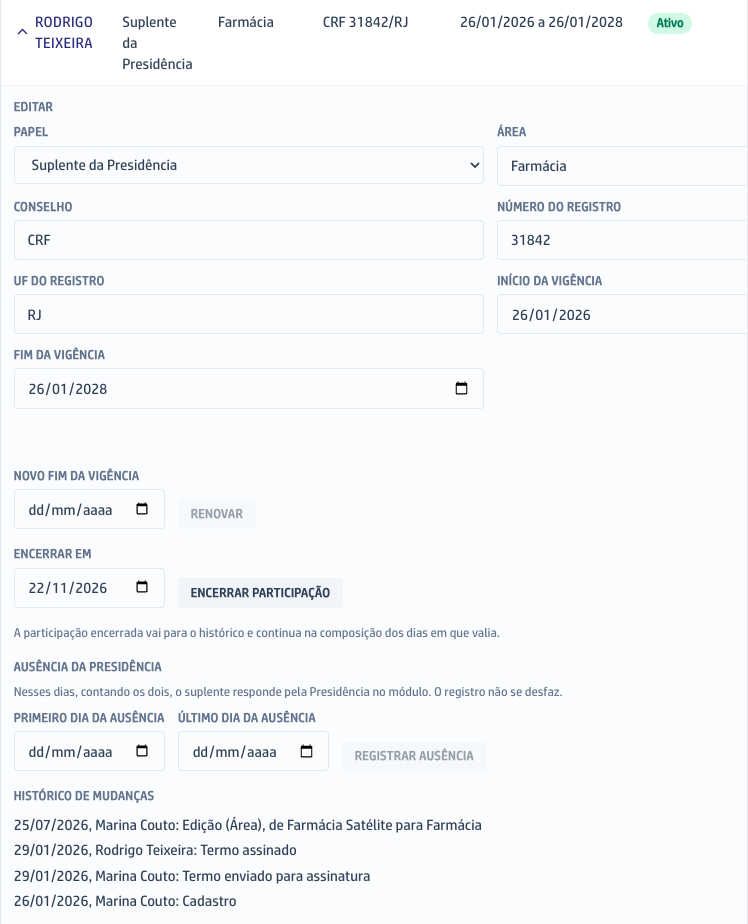 RODRIGO TEIXEIRA Suplente da Presidência Farmácia CRF 31842/RJ 26/01/2026 a 26/01/2028 Ativo
EDITAR
PAPEL ÁREA
Suplente da Presidência Farmácia
CONSELHO NÚMERO DO REGISTRO
CRF 31842
UF DO REGISTRO INÍCIO DA VIGÊNCIA
RJ 26/01/2026
FIM DA VIGÊNCIA
26/01/2028
NOVO FIM DA VIGÊNCIA
dd/mm/aaaa RENOVAR
ENCERRAR EM
22/11/2026 ENCERRAR PARTICIPAÇÃO
A participação encerrada vai para o histórico e continua na composição dos dias em que valia.
AUSÊNCIA DA PRESIDÊNCIA
Nesses dias, contando os dois, o suplente responde pela Presidência no módulo. O registro não se desfaz.
PRIMEIRO DIA DA AUSÊNCIA ÚLTIMO DIA DA AUSÊNCIA
dd/mm/aaaa dd/mm/aaaa REGISTRAR AUSÊNCIA
HISTÓRICO DE MUDANÇAS
25/07/2026, Marina Couto: Edição (Área), de Farmácia Satélite para Farmácia
29/01/2026, Rodrigo Teixeira: Termo assinado
29/01/2026, Marina Couto: Termo enviado para assinatura
26/01/2026, Marina Couto: Cadastro